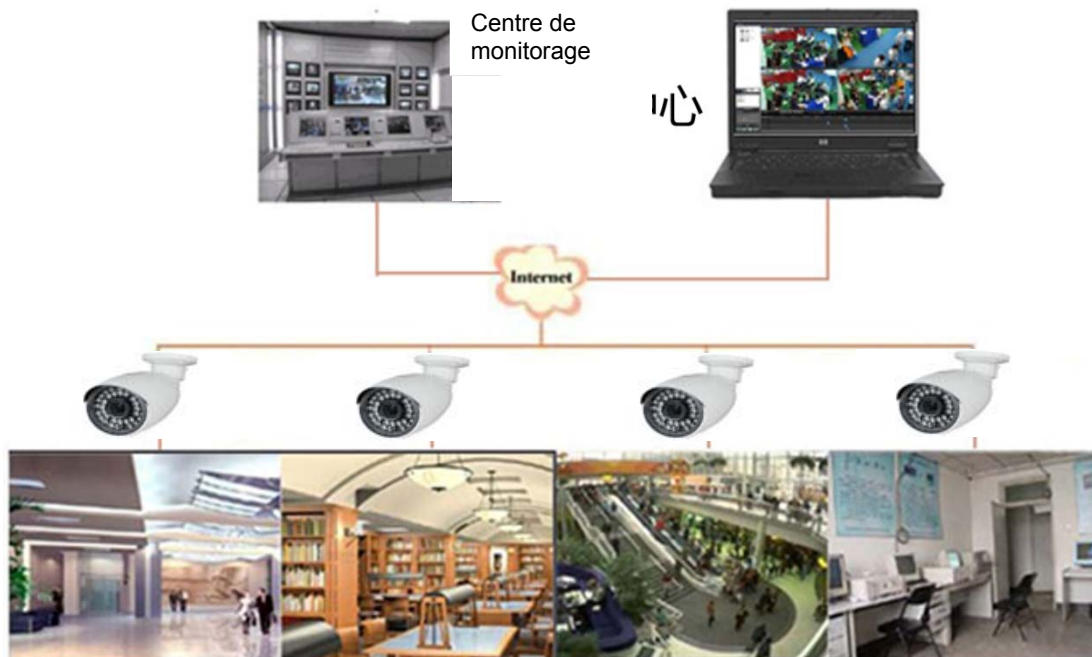 Centre de
monitorage
心
Internet